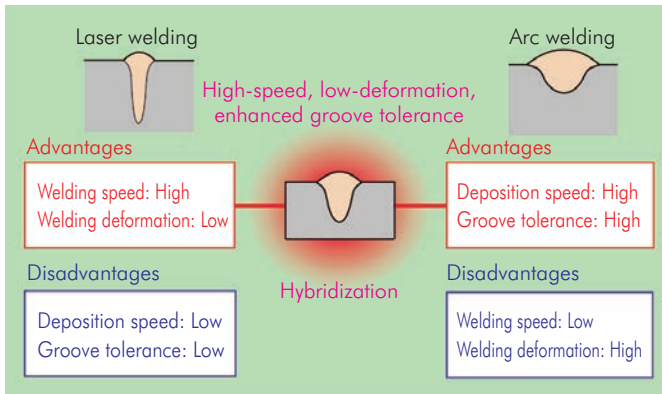 Laser welding
Arc welding
High-speed, low-deformation,
enhanced groove tolerance
Advantages
Welding speed: High
Welding deformation: Low
Advantages
Deposition speed: High
Groove tolerance: High
Hybridization
Disadvantages
Deposition speed: Low
Groove tolerance: Low
Disadvantages
Welding speed: Low
Welding deformation: High